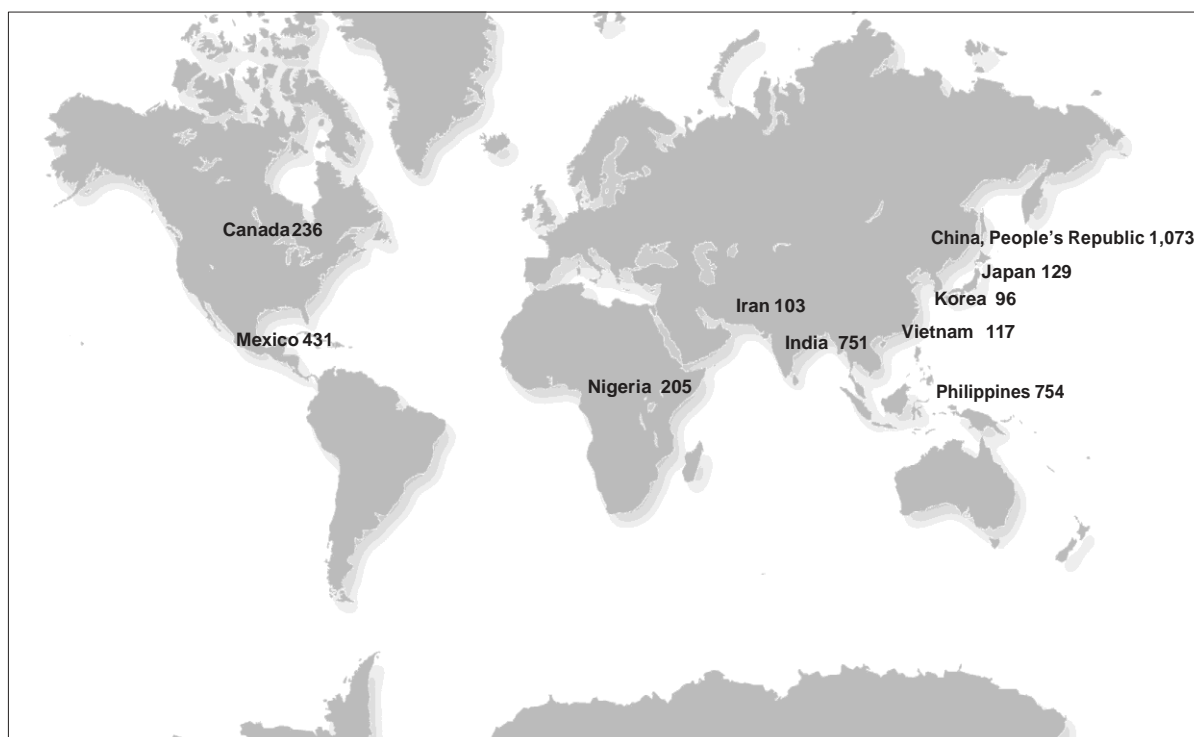 Canada 236
China, People’s Republic 1,073
Japan 129
Korea 96
Iran 103
Vietnam 117
Mexico 431
India 751
Nigeria 205
Philippines 754